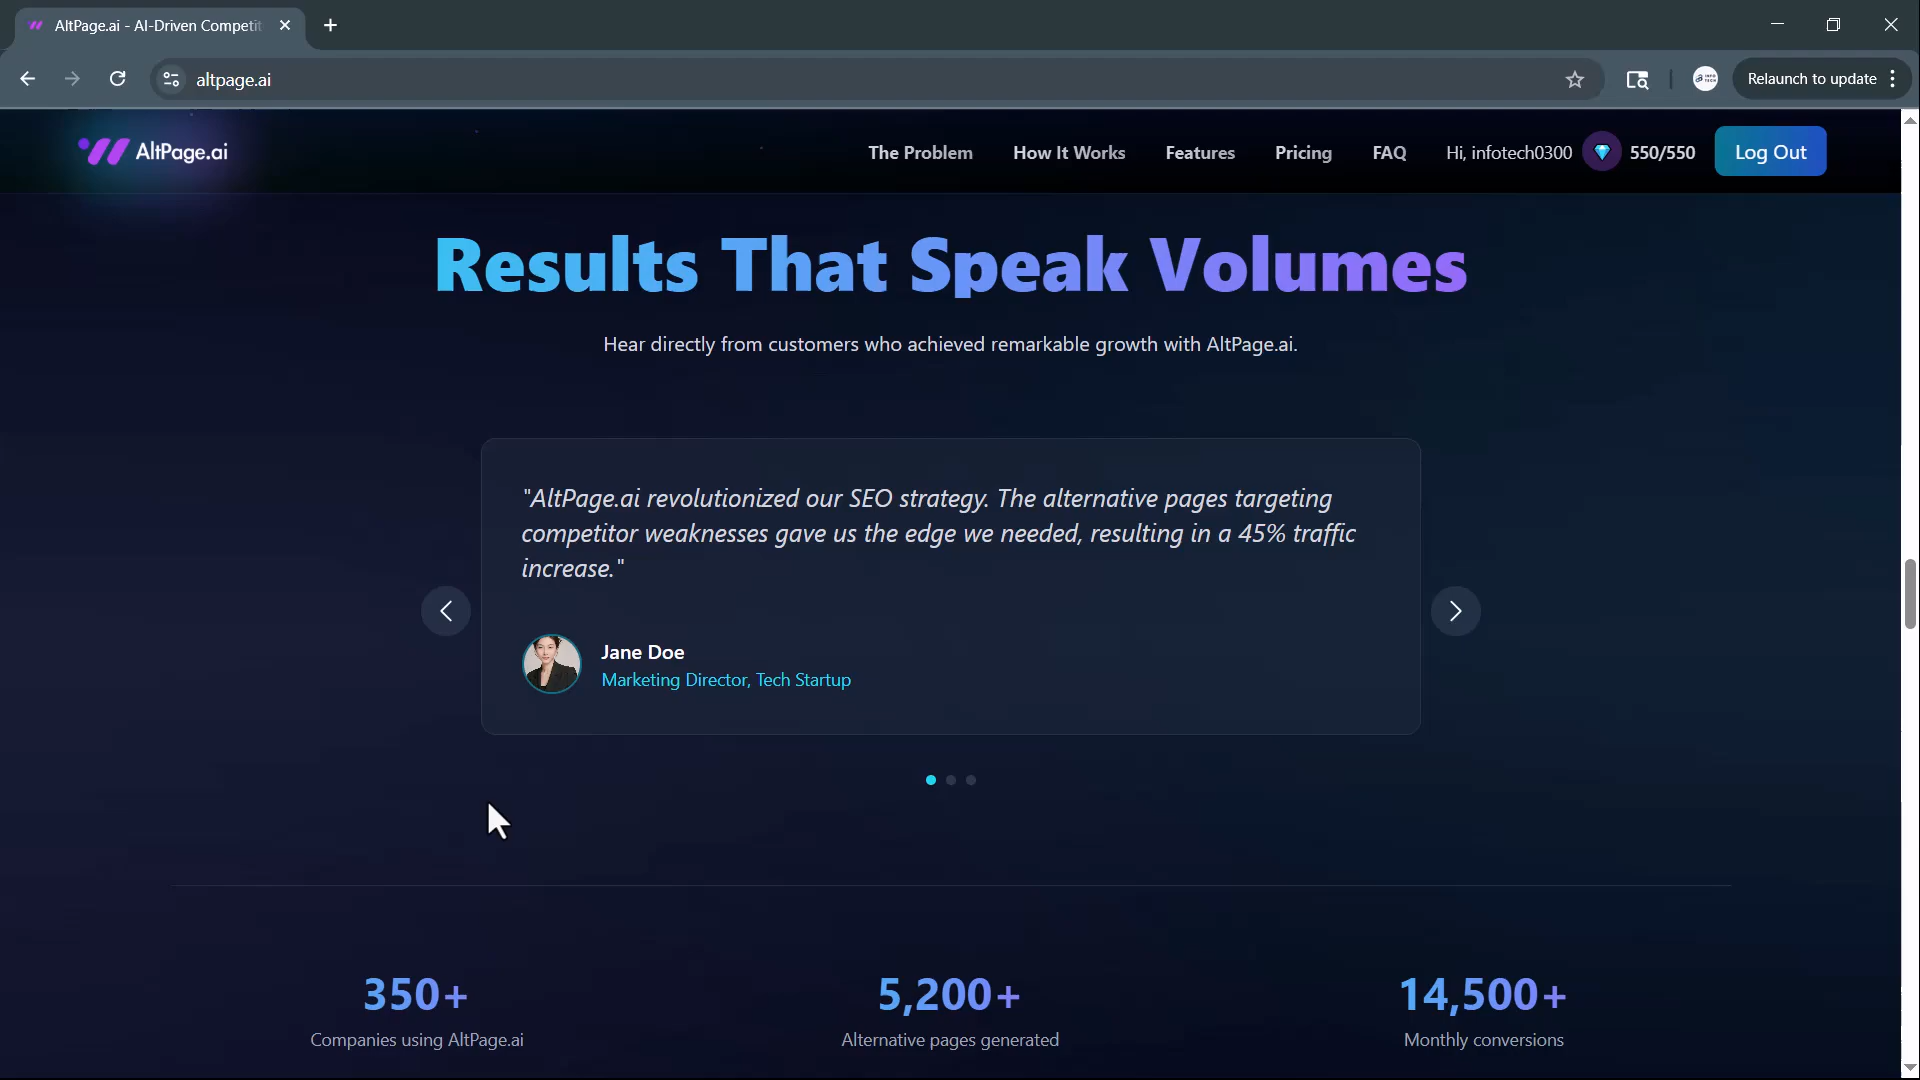 AltPage.ai - AI-Driven Competit
altpage.ai
Relaunch to update
AltPage.ai
The Problem
How It Works
Features
Pricing
FAQ
Hi, infotech0300
550/550
Log Out
Results That Speak Volumes
Hear directly from customers who achieved remarkable growth with AltPage.ai.
"AltPage.ai revolutionized our SEO strategy. The alternative pages targeting
competitor weaknesses gave us the edge we needed, resulting in a 45% traffic
increase."
Jane Doe
Marketing Director, Tech Startup
350+
Companies using AltPage.ai
5,200+
Alternative pages generated
14,500+
Monthly conversions